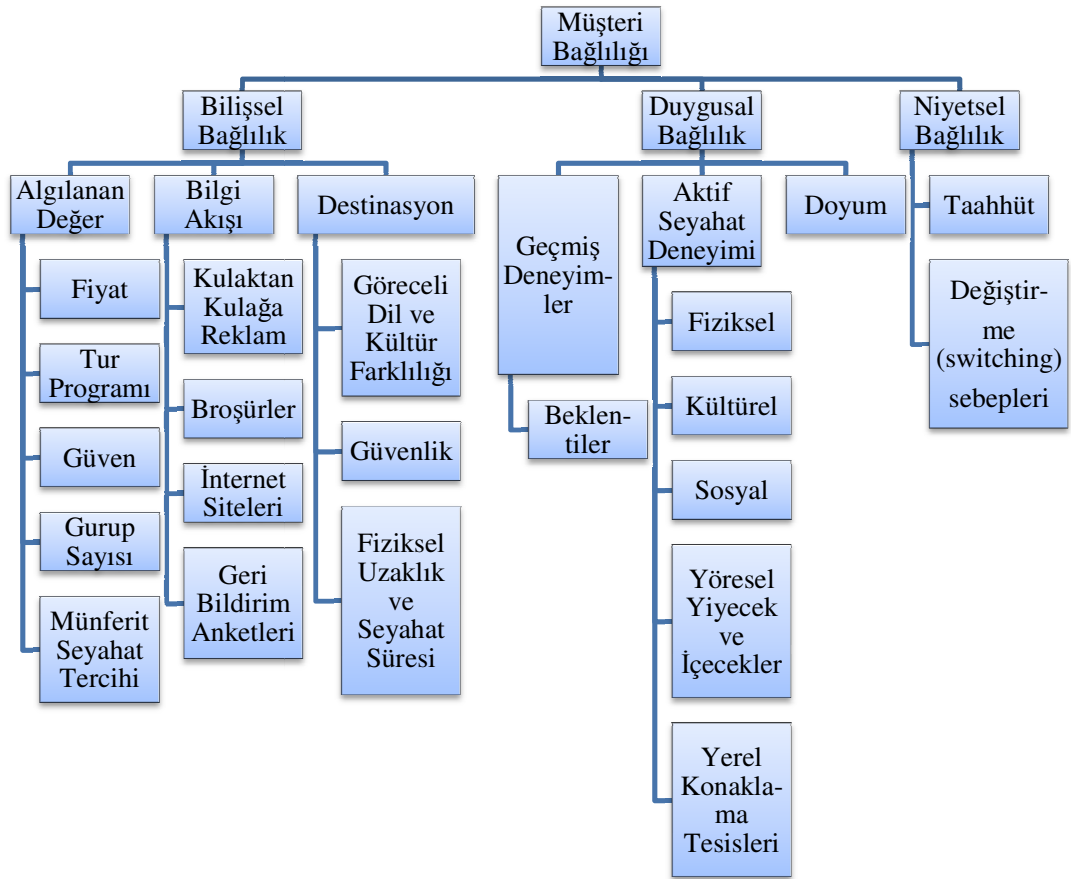 Müşteri
Bağlılığı
Bilişsel
Bağlılık
Duygusal
Bağlılık
Niyetsel
Bağlılık
Algılanan
Değer
Fiyat
Tur
Programı
Güven
Gurup
Sayısı
Münferit
Seyahat
Tercihi
Bilgi
Akışı
Kulaktan
Kulağa
Reklam
Broşürler
İnternet
Siteleri
Geri
Bildirim
Anketleri
Destinasyon
Göreceli
Dil ve
Kültür
Farklılığı
Güvenlik
Fiziksel
Uzaklık
ve
Seyahat
Süresi
Geçmiş
Deneyim-
ler
Beklen-
tiler
Aktif
Seyahat
Deneyimi
Fiziksel
Kültürel
Sosyal
Yöresel
Yiyecek
ve
İçecekler
Yerel
Konakla-
ma
Tesisleri
Doyum
Taahhüt
Değiştir-
me
(switching)
sebepleri